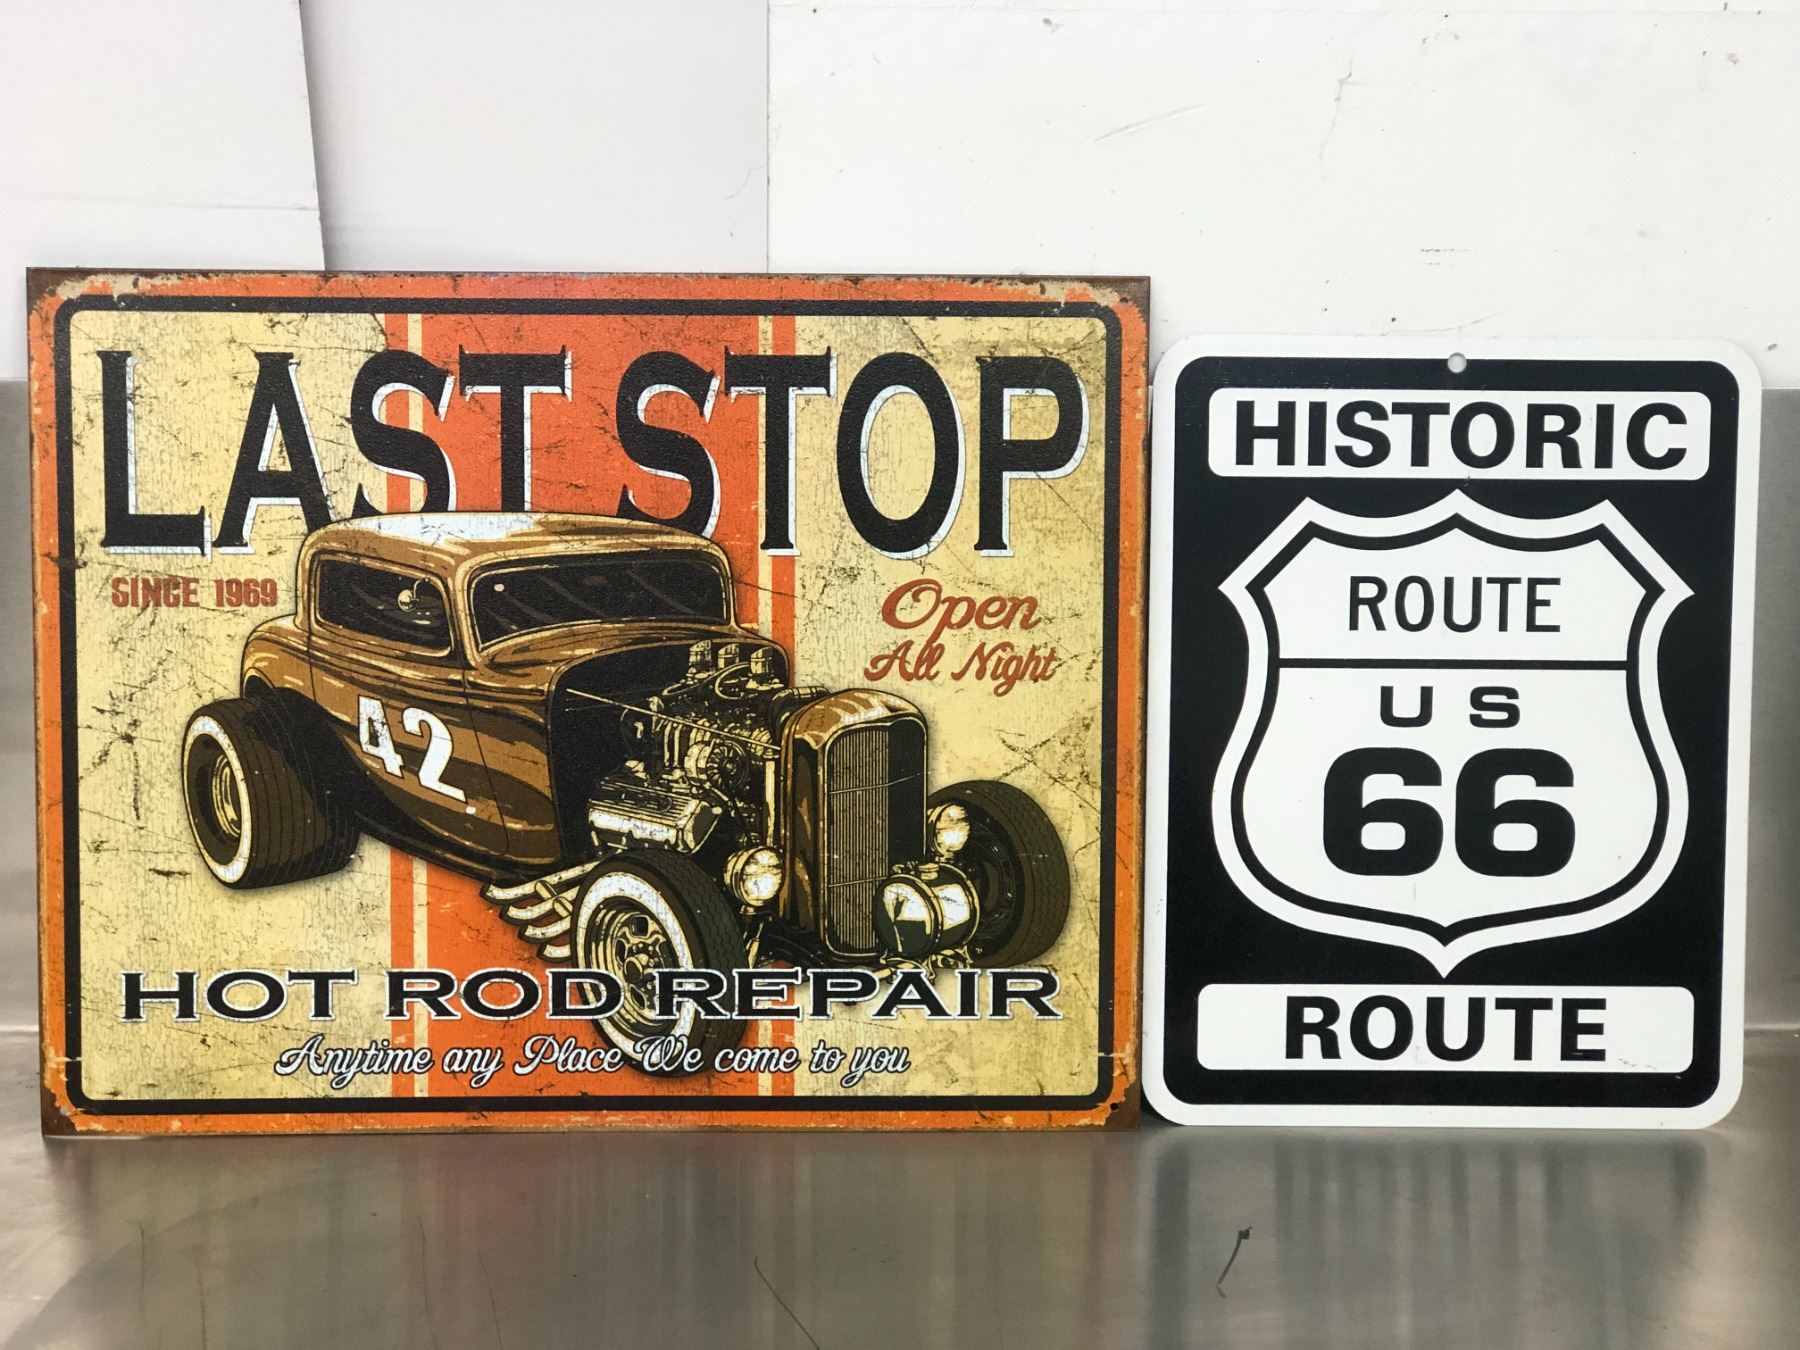 LAST STOP
SINCE 1969
Open
All Night
42
HOT ROD REPAIR
Anytime any Place We come to you
HISTORIC
ROUTE
US
66
ROUTE